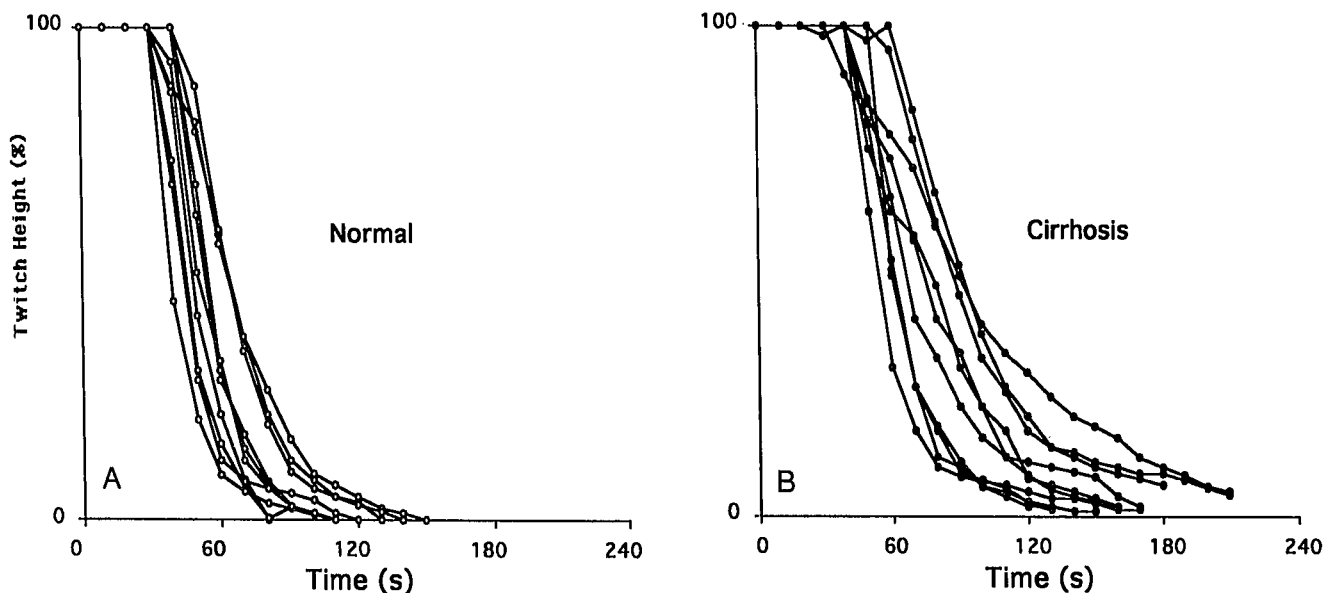 100
Twitch Height (%)
Normal
A
0
0 60 120 180 240
Time (s)
100
Cirrhosis
B
0
0 60 120 180 240
Time (s)